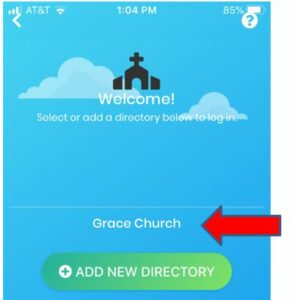 AT&T 1:04 PM 85%
?
Welcome!
Select or add a directory below to log in.
Grace Church
ADD NEW DIRECTORY